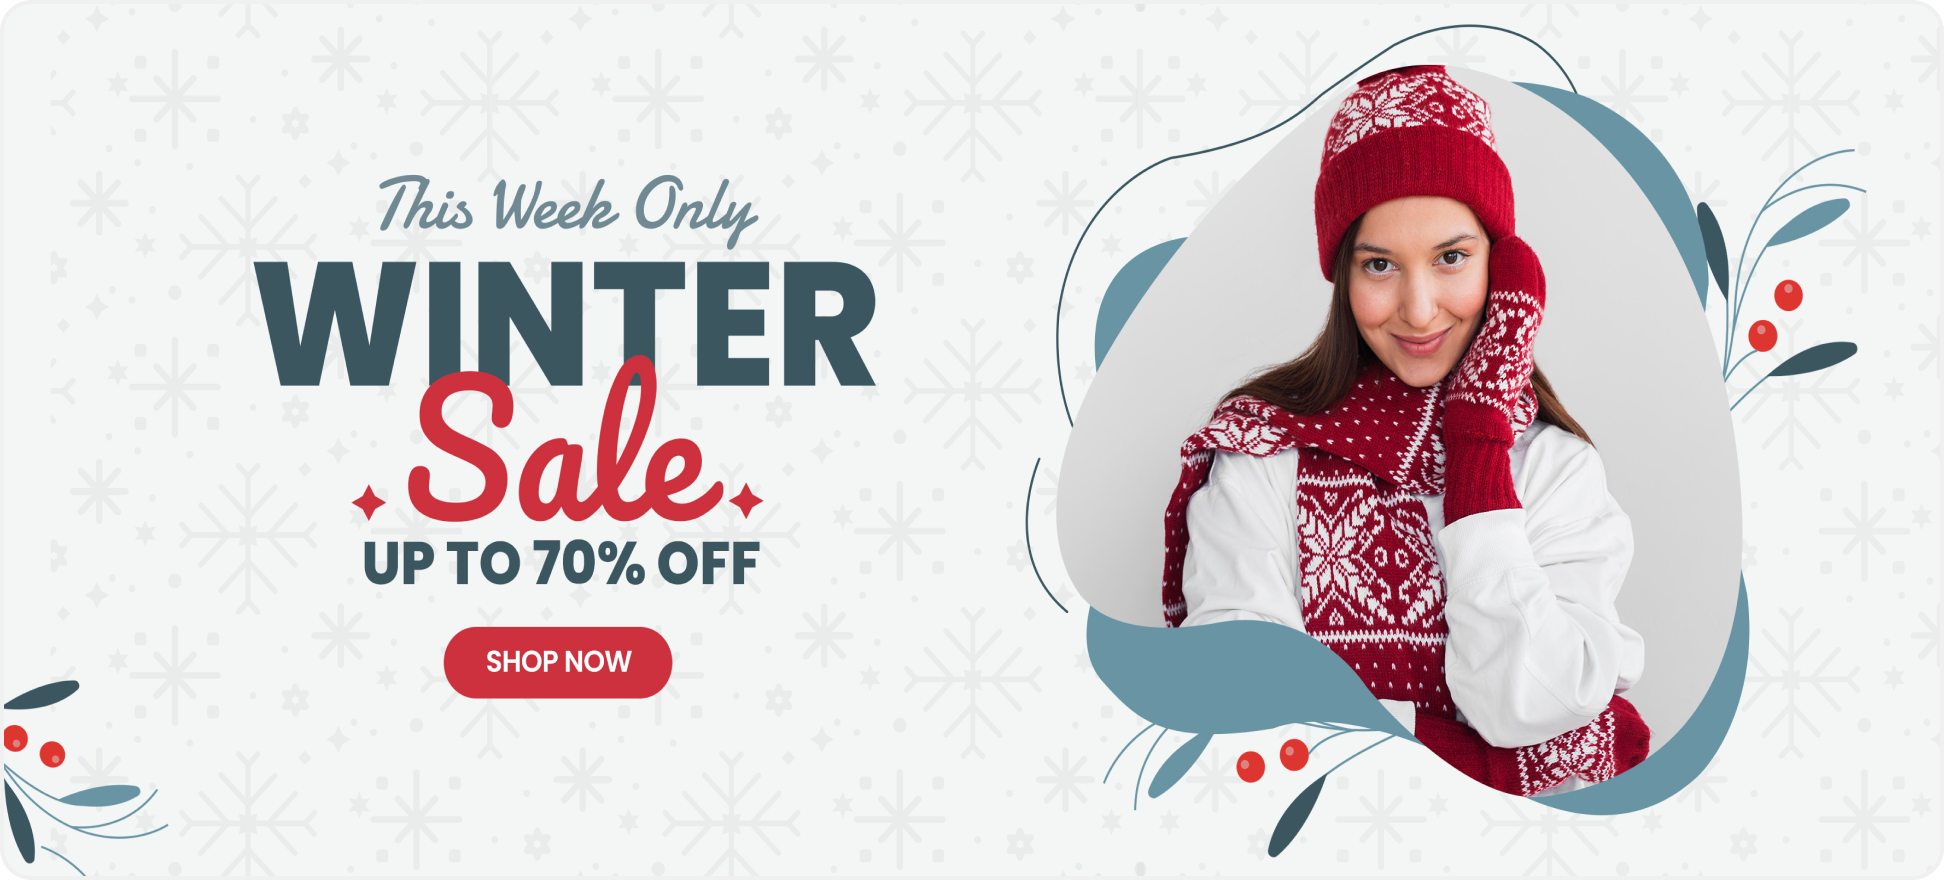 This Week Only
WINTER
Sale
UP TO 70% OFF
SHOP NOW